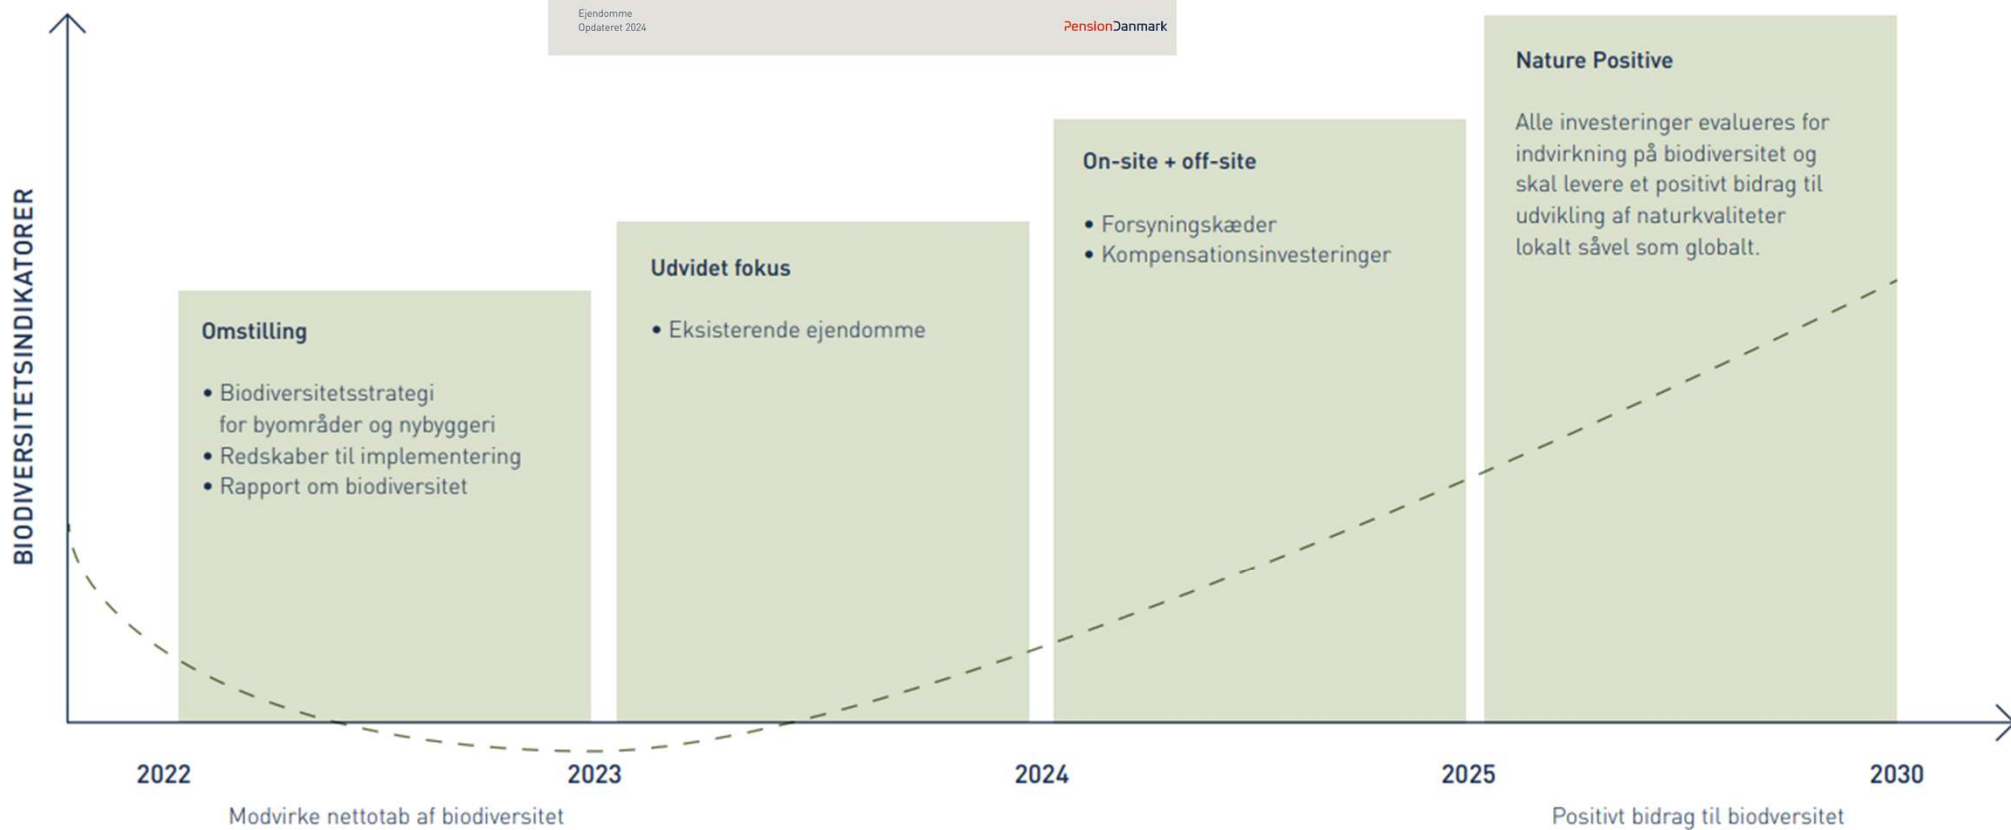 Ejendomme
Opdateret 2024
PensionDanmark
BIODIVERSITETSINDIKATORER
Omstilling
• Biodiversitetsstrategi
for byområder og nybyggeri
• Redskaber til implementering
• Rapport om biodiversitet
Udvidet fokus
• Eksisterende ejendomme
On-site + off-site
• Forsyningskæder
• Kompensationsinvesteringer
Nature Positive
Alle investeringer evalueres for
indvirkning på biodiversitet og
skal levere et positivt bidrag til
udvikling af naturkvaliteter
lokalt såvel som globalt.
2022
2023
2024
2025
2030
Modvirke nettotab af biodiversitet
Positivt bidrag til biodversitet